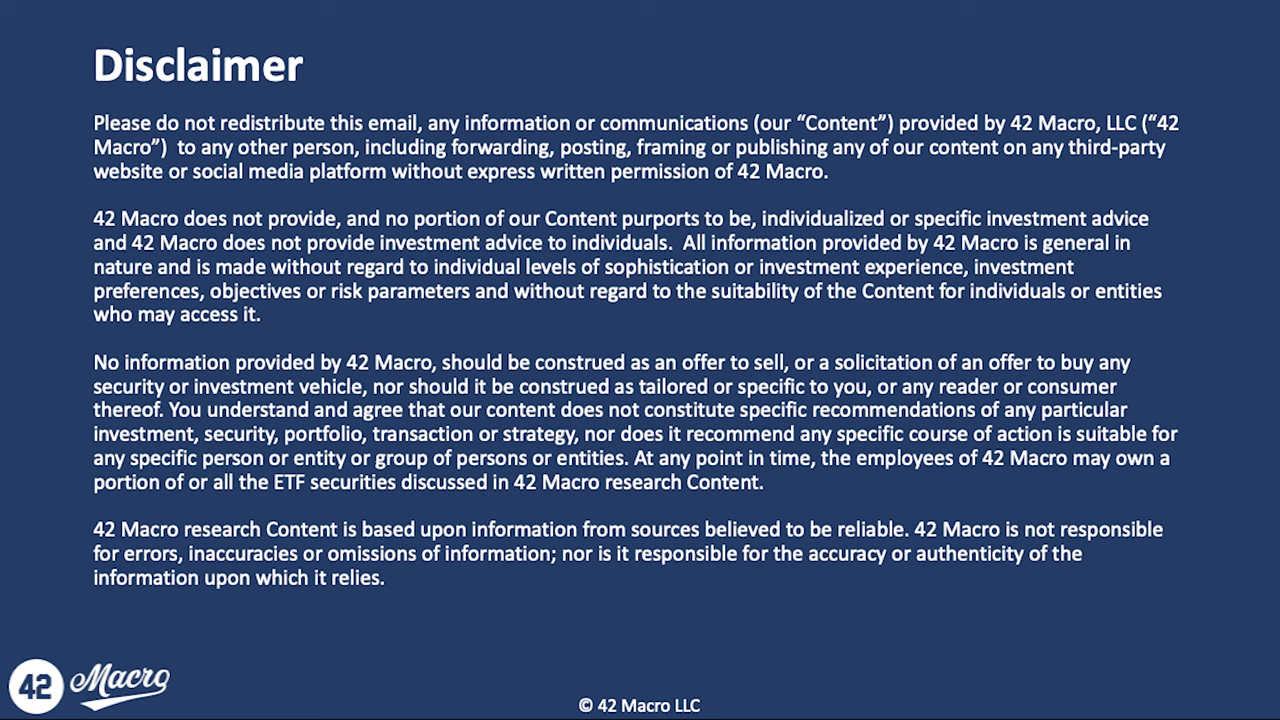 Disclaimer
Please do not redistribute this email, any information or communications (our “Content”) provided by 42 Macro, LLC (“42
Macro”)  to any other person, including forwarding, posting, framing or publishing any of our content on any third-party
website or social media platform without express written permission of 42 Macro.
42 Macro does not provide, and no portion of our Content purports to be, individualized or specific investment advice
and 42 Macro does not provide investment advice to individuals.  All information provided by 42 Macro is general in
nature and is made without regard to individual levels of sophistication or investment experience, investment
preferences, objectives or risk parameters and without regard to the suitability of the Content for individuals or entities
who may access it.
No information provided by 42 Macro, should be construed as an offer to sell, or a solicitation of an offer to buy any
security or investment vehicle, nor should it be construed as tailored or specific to you, or any reader or consumer
thereof. You understand and agree that our content does not constitute specific recommendations of any particular
investment, security, portfolio, transaction or strategy, nor does it recommend any specific course of action is suitable for
any specific person or entity or group of persons or entities. At any point in time, the employees of 42 Macro may own a
portion of or all the ETF securities discussed in 42 Macro research Content.
42 Macro research Content is based upon information from sources believed to be reliable. 42 Macro is not responsible
for errors, inaccuracies or omissions of information; nor is it responsible for the accuracy or authenticity of the
information upon which it relies.
42 Macro
© 42 Macro LLC